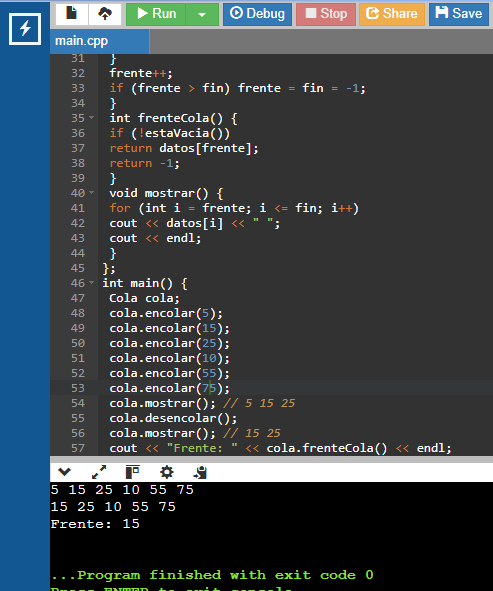 Run Debug Stop Share Save
main.cpp
31 }
32 frente++;
33 if (frente > fin) frente = fin = -1;
34 }
35 int frenteCola() {
36 if (!estaVacia())
37 return datos[frente];
38 return -1;
39 }
40 void mostrar() {
41 for (int i = frente; i <= fin; i++)
42 cout << datos[i] << " ";
43 cout << endl;
44 }
45 };
46 int main() {
47 Cola cola;
48 cola.encolar(5);
49 cola.encolar(15);
50 cola.encolar(25);
51 cola.encolar(10);
52 cola.encolar(55);
53 cola.encolar(75);
54 cola.mostrar(); // 5 15 25
55 cola.desencolar();
56 cola.mostrar(); // 15 25
57 cout << "Frente: " << cola.frenteCola() << endl;
5 15 25 10 55 75
15 25 10 55 75
Frente: 15
...Program finished with exit code 0
Press ENTER to exit console